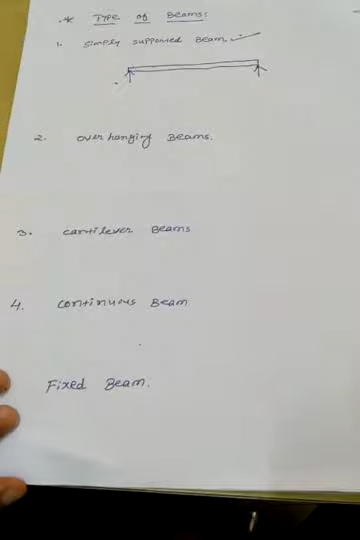 * Type of Beams:
1. Simply supported Beam.
2. over hanging Beams.
3. cantilever Beams
4. continuous Beam
Fixed Beam.